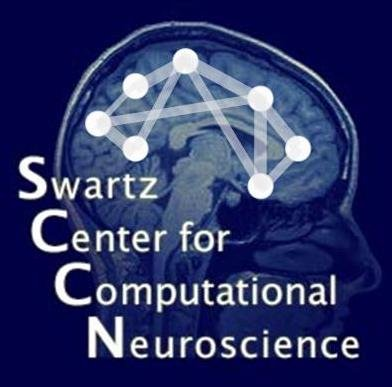 Swartz
Center for
Computational
Neuroscience